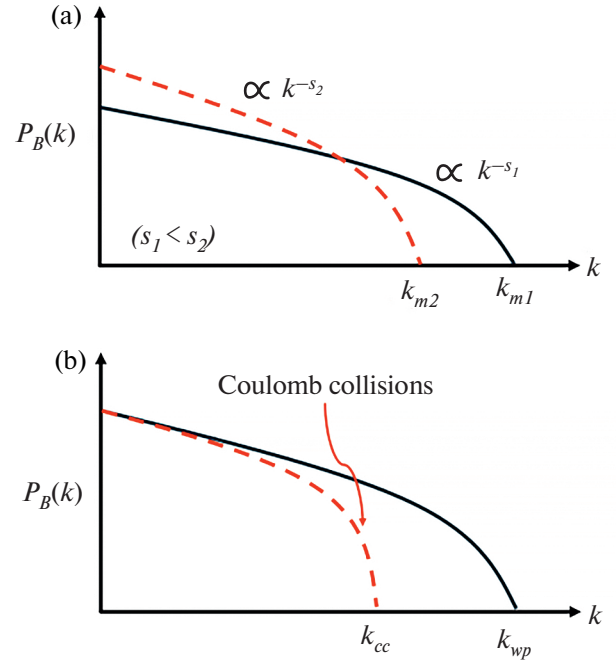 (a)
∝ k^{-s_2}
P_B(k)
∝ k^{-s_1}
(s_1 < s_2)
k
k_{m2}
k_{m1}
(b)
Coulomb collisions
P_B(k)
k
k_{cc}
k_{wp}